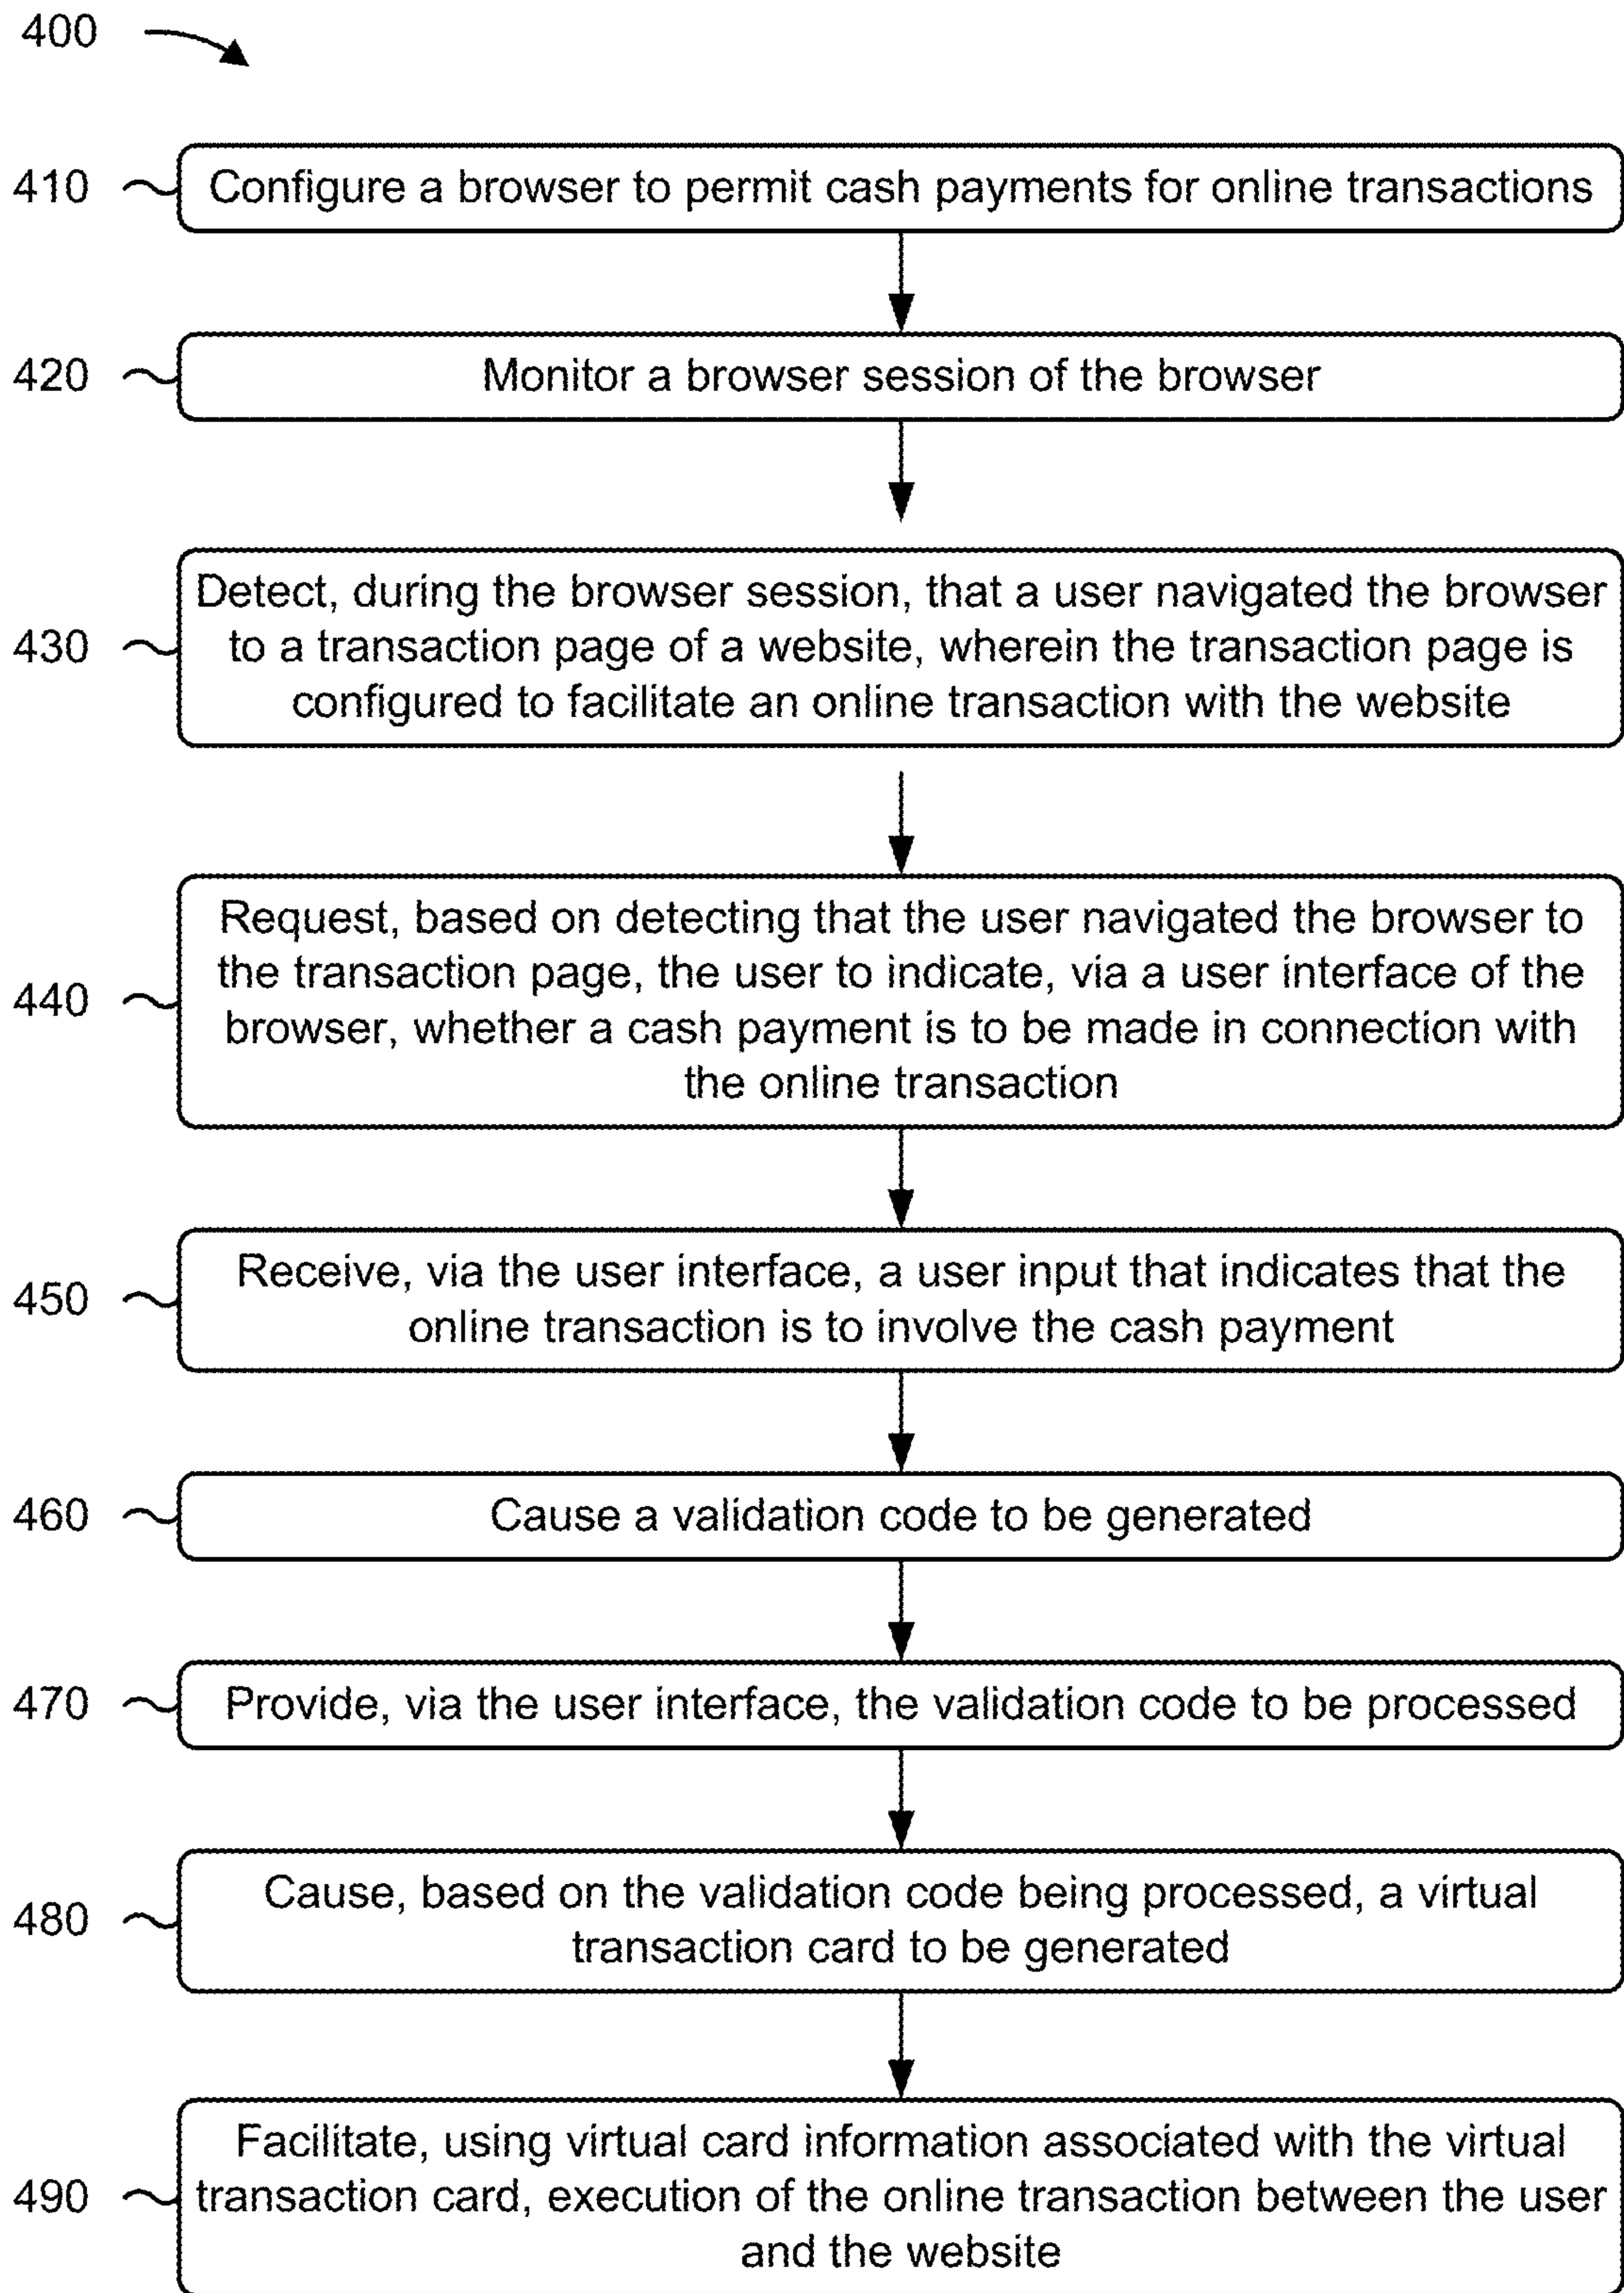 400
410
Configure a browser to permit cash payments for online transactions
420
Monitor a browser session of the browser
430
Detect, during the browser session, that a user navigated the browser
to a transaction page of a website, wherein the transaction page is
configured to facilitate an online transaction with the website
440
Request, based on detecting that the user navigated the browser to
the transaction page, the user to indicate, via a user interface of the
browser, whether a cash payment is to be made in connection with
the online transaction
450
Receive, via the user interface, a user input that indicates that the
online transaction is to involve the cash payment
460
Cause a validation code to be generated
470
Provide, via the user interface, the validation code to be processed
480
Cause, based on the validation code being processed, a virtual
transaction card to be generated
490
Facilitate, using virtual card information associated with the virtual
transaction card, execution of the online transaction between the user
and the website